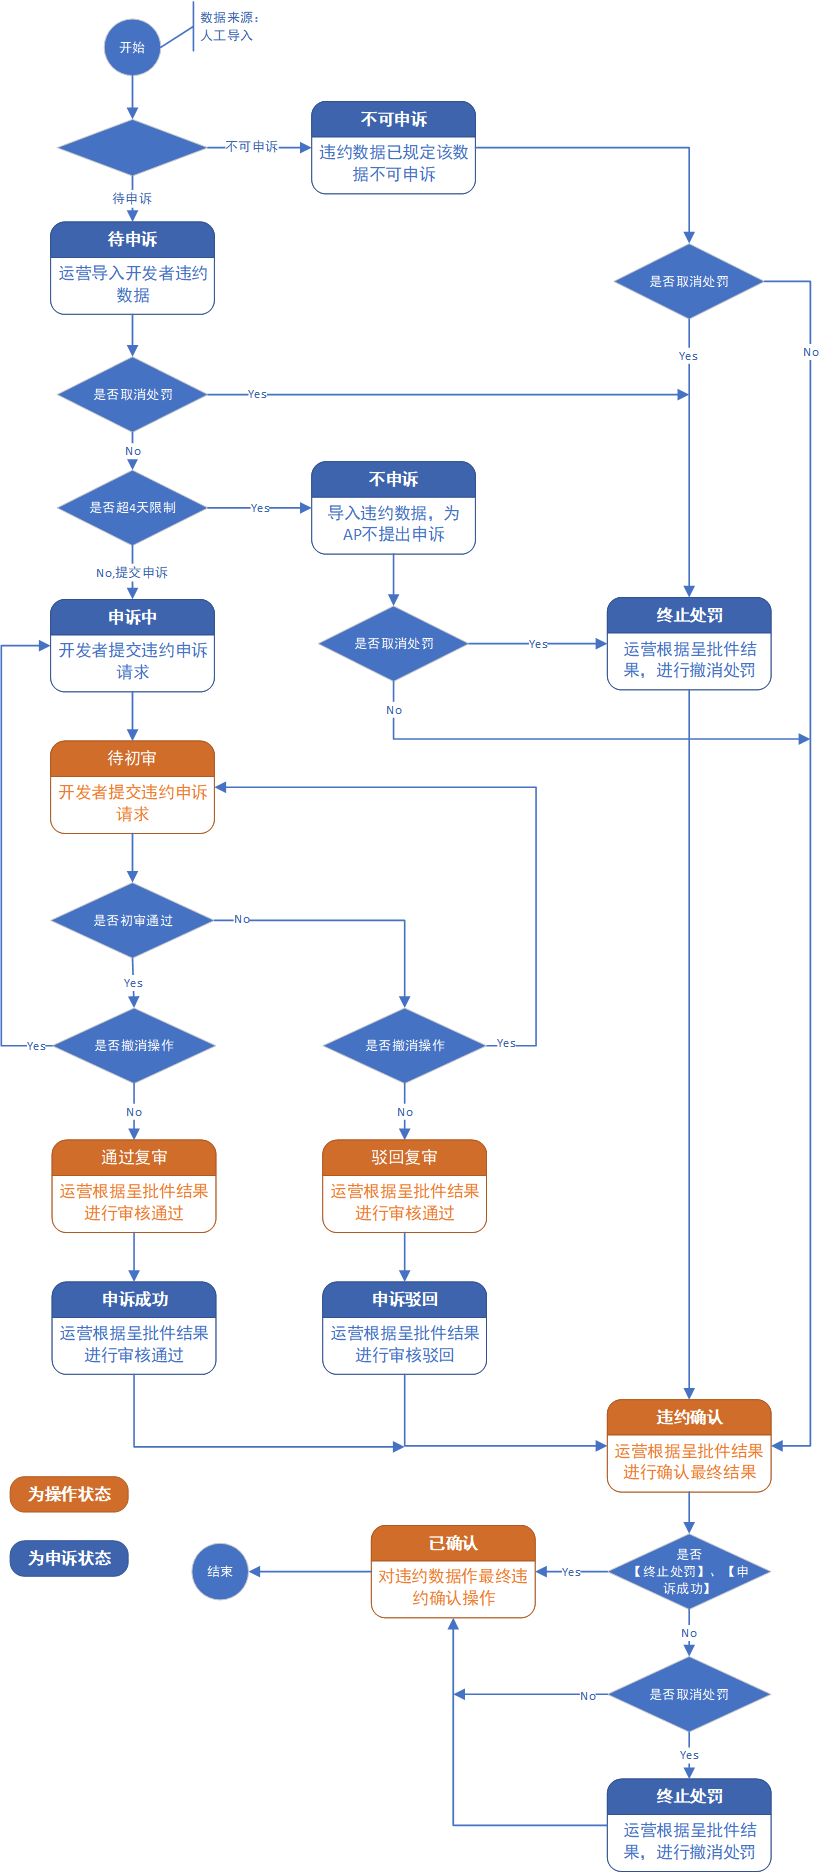 数据来源：
人工导入
开始
不可申诉
不可申诉
违约数据已规定该数
据不可申诉
待申诉
待申诉
运营导入开发者违约
数据
是否取消处罚
Yes
No
是否取消处罚
Yes
No
是否超4天限制
Yes
不申诉
导入违约数据，为
AP不提出申诉
No,提交申诉
申诉中
开发者提交违约申诉
请求
是否取消处罚
Yes
No
终止处罚
运营根据呈批件结
果，进行撤消处罚
待初审
开发者提交违约申诉
请求
是否初审通过
No
Yes
是否撤消操作
Yes
No
是否撤消操作
Yes
No
通过复审
运营根据呈批件结果
进行审核通过
驳回复审
运营根据呈批件结果
进行审核通过
申诉成功
运营根据呈批件结果
进行审核通过
申诉驳回
运营根据呈批件结果
进行审核驳回
违约确认
运营根据呈批件结果
进行确认最终结果
为操作状态
为申诉状态
是否
【终止处罚】、【申
诉成功】
Yes
No
已确认
对违约数据作最终违
约确认操作
结束
是否取消处罚
No
Yes
终止处罚
运营根据呈批件结
果，进行撤消处罚